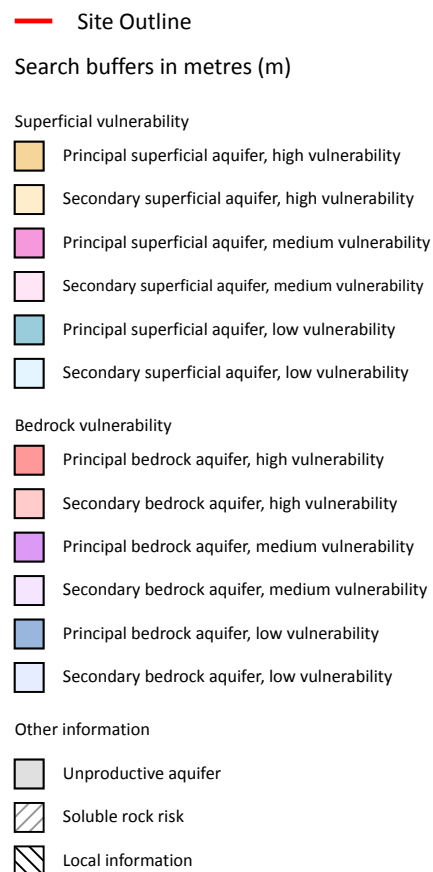 Site Outline
Search buffers in metres (m)
Superficial vulnerability
Principal superficial aquifer, high vulnerability
Secondary superficial aquifer, high vulnerability
Principal superficial aquifer, medium vulnerability
Secondary superficial aquifer, medium vulnerability
Principal superficial aquifer, low vulnerability
Secondary superficial aquifer, low vulnerability
Bedrock vulnerability
Principal bedrock aquifer, high vulnerability
Secondary bedrock aquifer, high vulnerability
Principal bedrock aquifer, medium vulnerability
Secondary bedrock aquifer, medium vulnerability
Principal bedrock aquifer, low vulnerability
Secondary bedrock aquifer, low vulnerability
Other information
Unproductive aquifer
Soluble rock risk
Local information